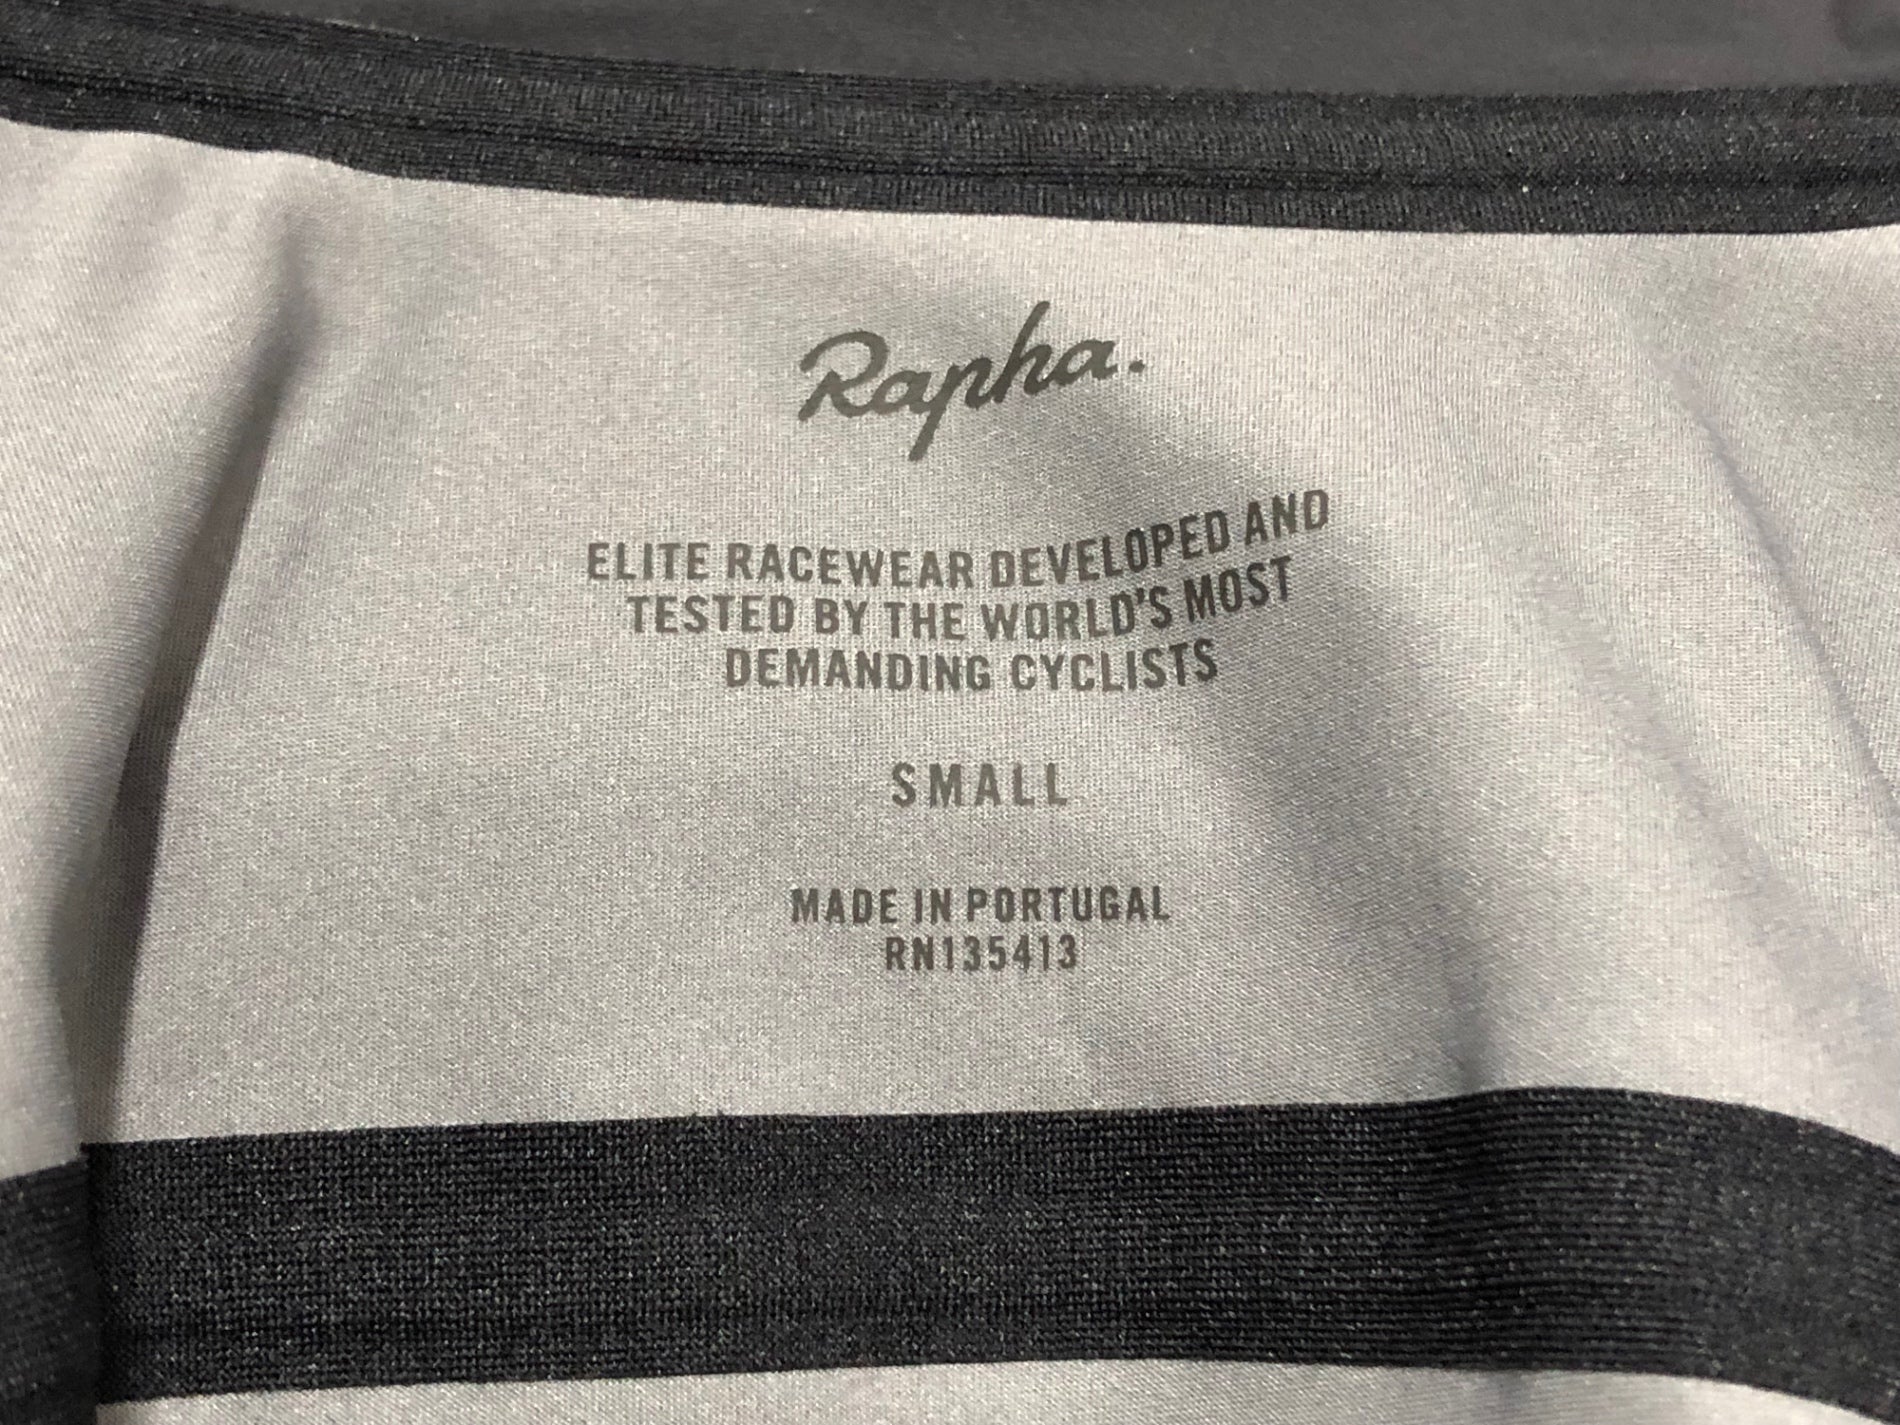 Rapha.
ELITE RACEWEAR DEVELOPED AND
TESTED BY THE WORLD'S MOST
DEMANDING CYCLISTS
SMALL
MADE IN PORTUGAL
RN135413